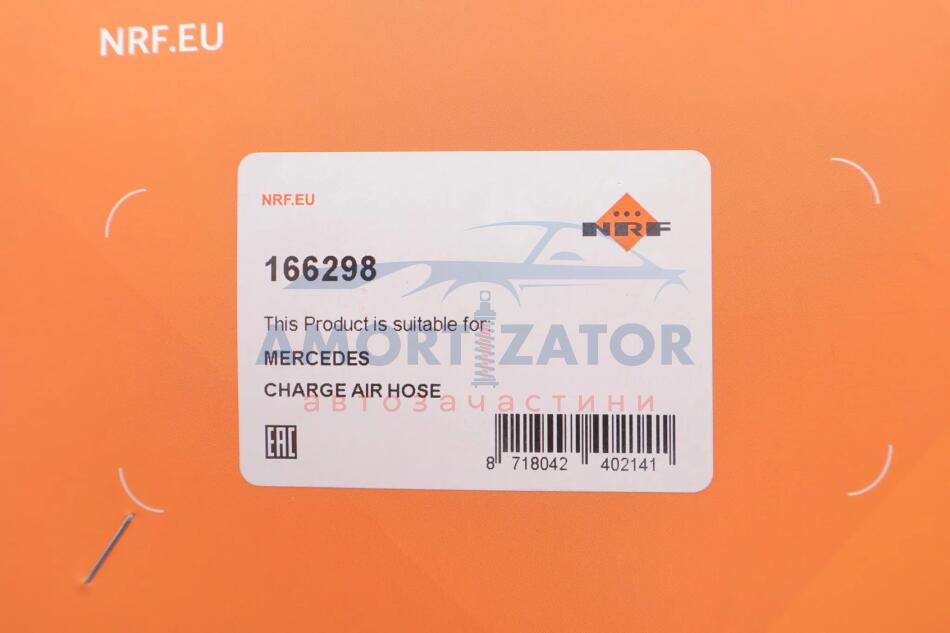 NRF.EU
NRF.EU
NRF
166298
This Product is suitable for:
AMORTIZATOR
MERCEDES
CHARGE AIR HOSE
автозачастини
EAC
8 718042 402141